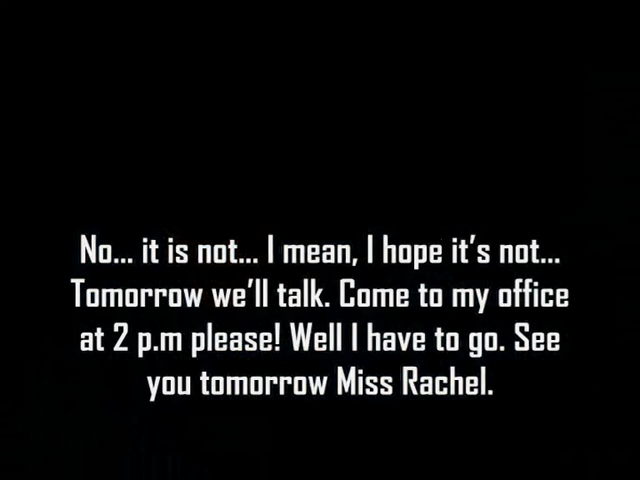 No... it is not... I mean, I hope it's not...
Tomorrow we'll talk. Come to my office
at 2 p.m please! Well I have to go. See
you tomorrow Miss Rachel.